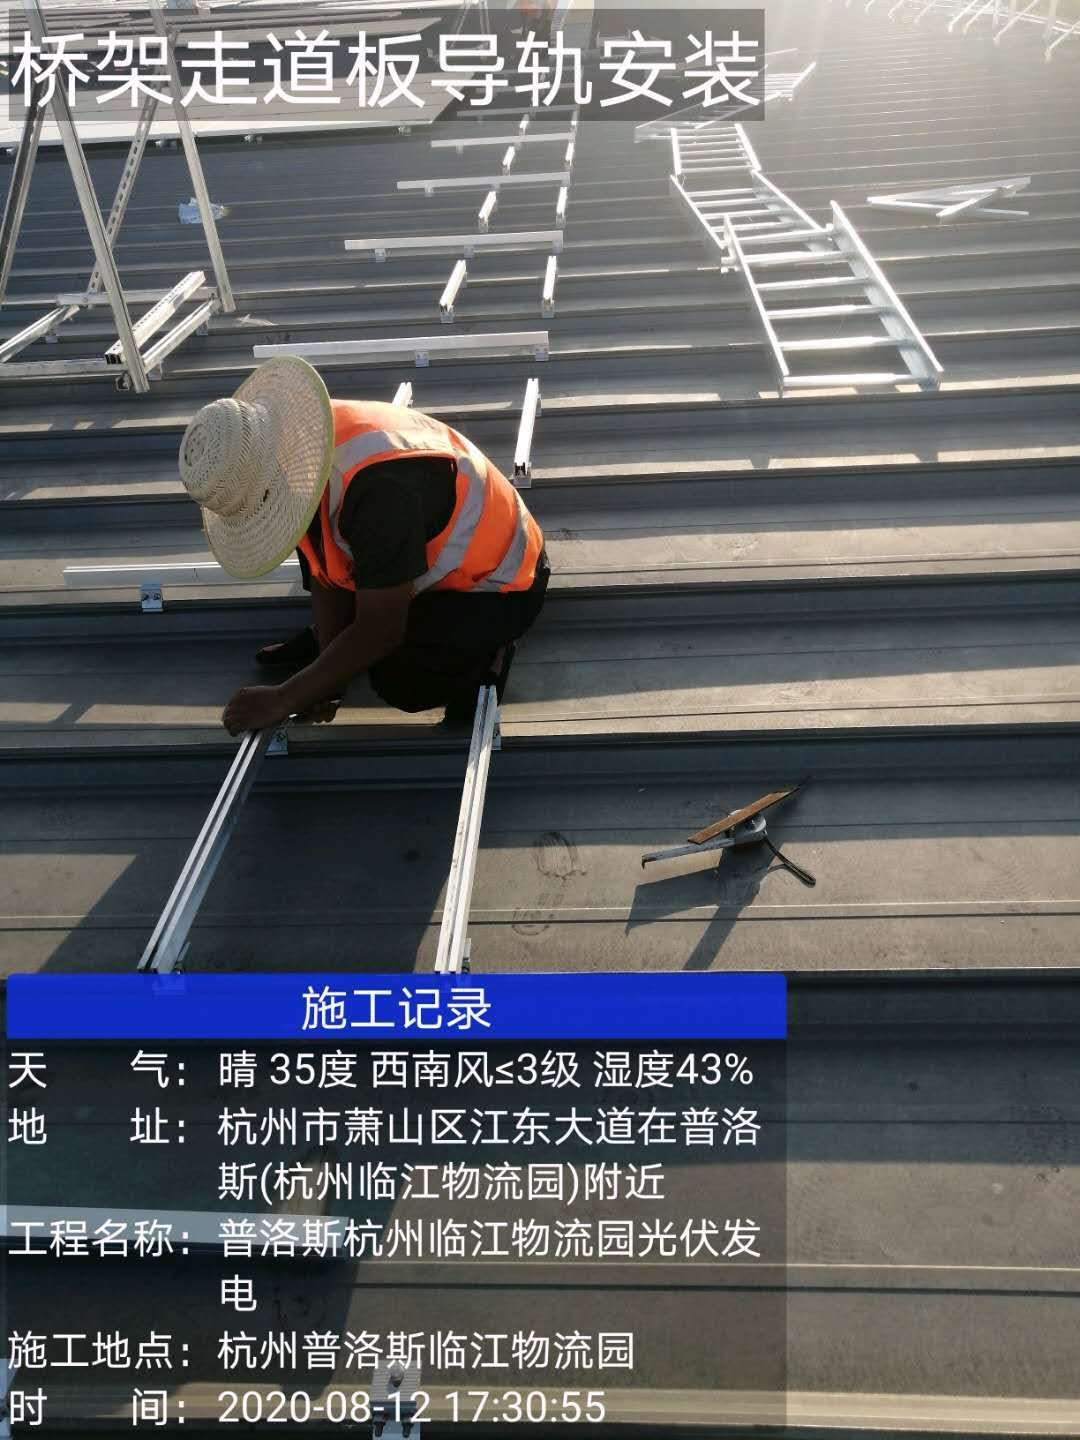 桥架走道板导轨安装
施工记录
天 气：晴 35度 西南风≤3级 湿度43%
地 址：杭州市萧山区江东大道在普洛
斯(杭州临江物流园)附近
工程名称：普洛斯杭州临江物流园光伏发
电
施工地点：杭州普洛斯临江物流园
时 间：2020-08-12 17:30:55